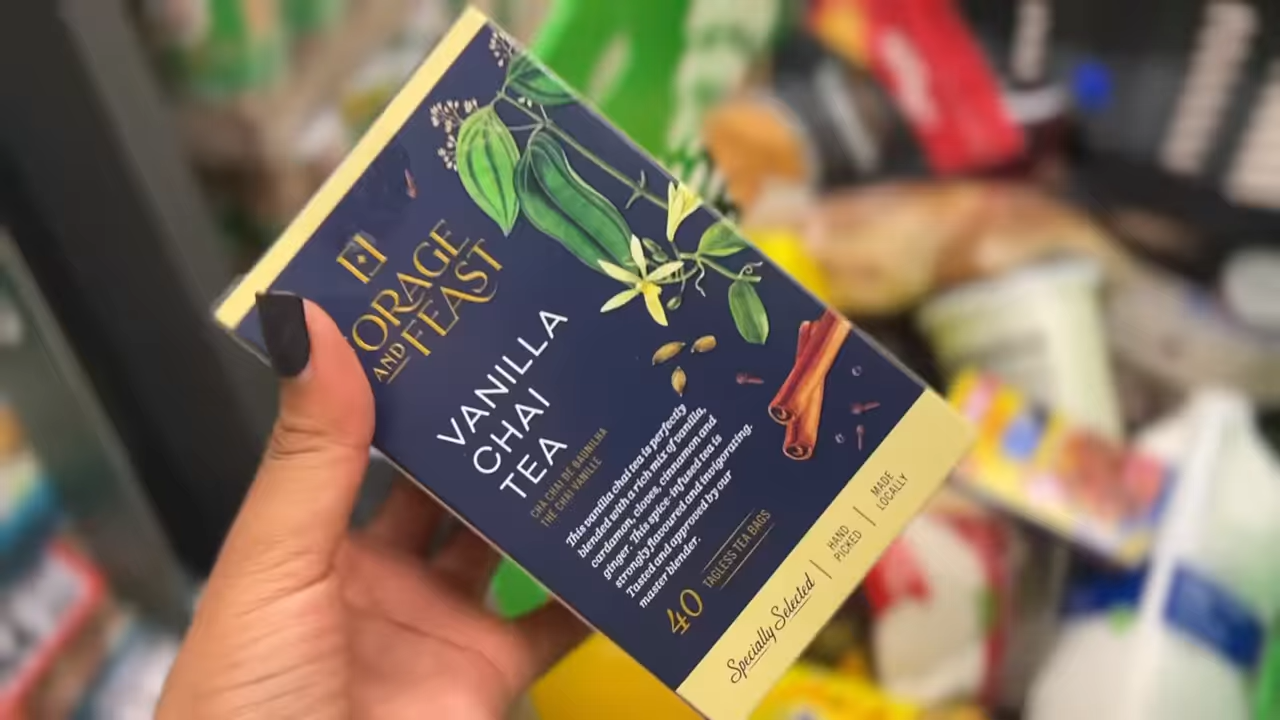 FORAGE
AND FEAST
VANILLA
CHAI
TEA
CHA CHAI DE BAUNILHA
THE CHAI VANILLE
This vanilla chai tea is perfectly
blended with a rich mix of vanilla,
cardamon, cloves, cinnamon and
ginger. This spice-infused tea is
strongly flavoured and invigorating.
Tasted and approved by our
master blender.
40 TAGLESS TEA BAGS
Specially Selected
HAND
PICKED
MADE
LOCALLY